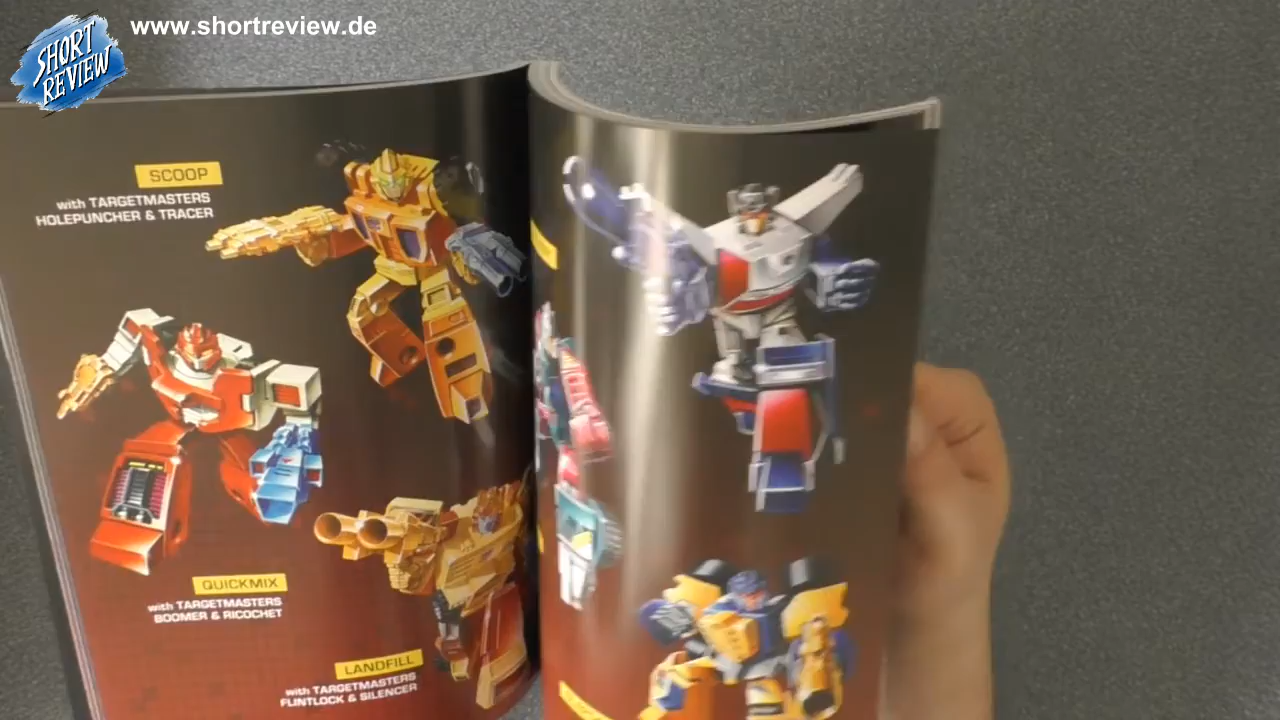 www.shortreview.de
SHORT
REVIEW
SCOOP
with TARGETMASTERS
HOLEPUNCHER & TRACER
QUICKMIX
with TARGETMASTERS
BOOMER & RICOCHET
LANDFILL
with TARGETMASTERS
FLINTLOCK & SILENCER